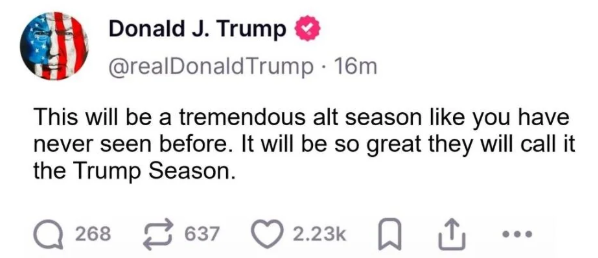 Donald J. Trump
@realDonaldTrump · 16m
This will be a tremendous alt season like you have
never seen before. It will be so great they will call it
the Trump Season.
268 637 2.23k